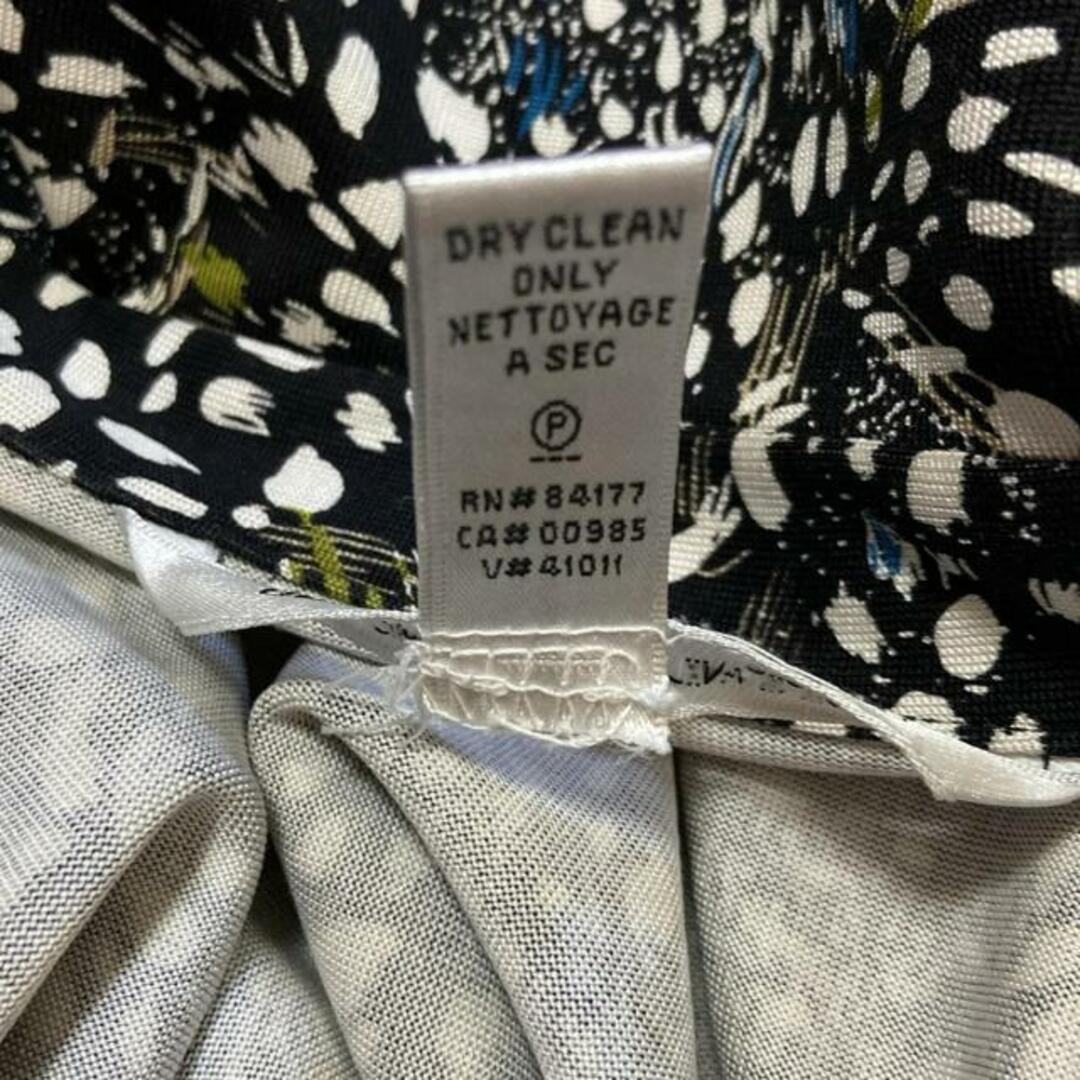 DRY CLEAN
ONLY
NETTOYAGE
A SEC
P
RN# 84177
CA# 00985
V# 41011